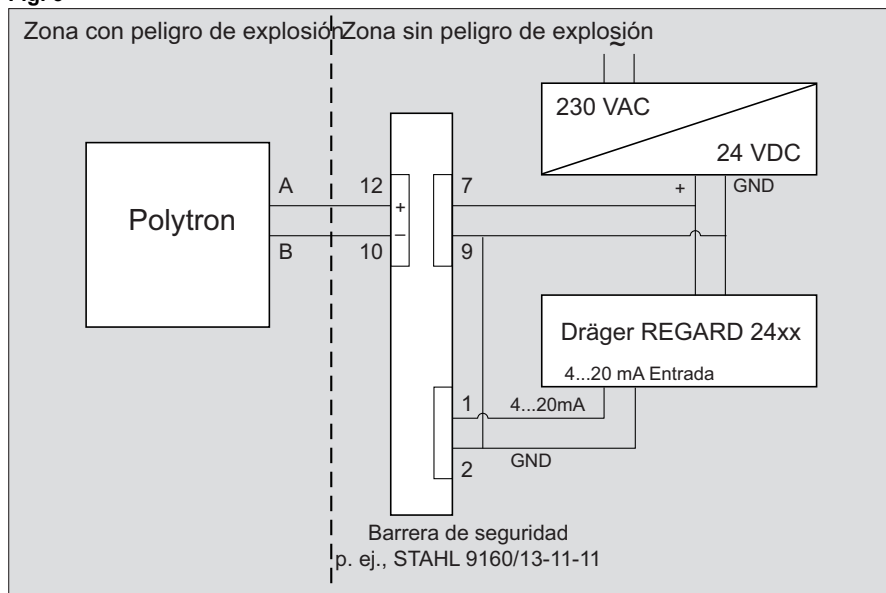 Zona con peligro de explosión Zona sin peligro de explosión
~
230 VAC
24 VDC
+ GND
A 12 7
Polytron
+
–
B 10 9
Dräger REGARD 24xx
4...20 mA Entrada
1 4...20mA
2 GND
Barrera de seguridad
p. ej., STAHL 9160/13-11-11